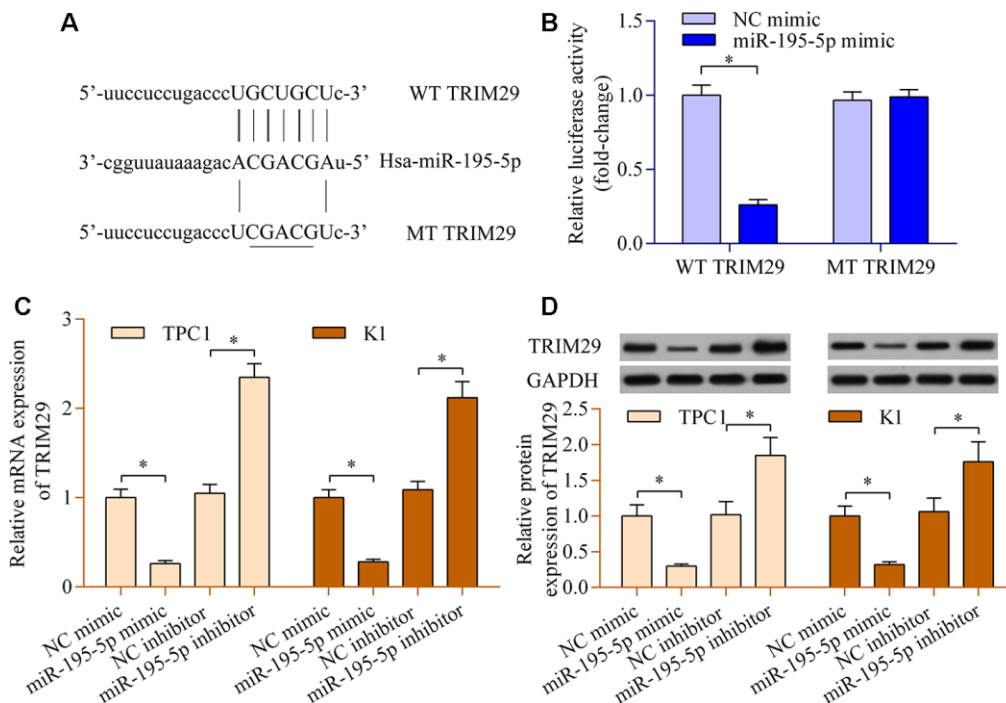 A
5’-uuccuccugacccUGCUGCUc-3’ WT TRIM29
3’-cgguuauaaagacACGACGAu-5’ Hsa-miR-195-5p
5’-uuccuccugacccUCGACGUc-3’ MT TRIM29
B
NC mimic
miR-195-5p mimic
*
Relative luciferase activity
(fold-change)
1.5
1.0
0.5
0.0
WT TRIM29 MT TRIM29
C
TPC1 K1
* * * *
Relative mRNA expression
of TRIM29
3
2
1
0
NC mimic
miR-195-5p mimic
NC inhibitor
miR-195-5p inhibitor
NC mimic
miR-195-5p mimic
NC inhibitor
miR-195-5p inhibitor
D
TRIM29
GAPDH
TPC1 K1
* * * *
Relative protein
expression of TRIM29
2.5
2.0
1.5
1.0
0.5
0.0
NC mimic
miR-195-5p mimic
NC inhibitor
miR-195-5p inhibitor
NC mimic
miR-195-5p mimic
NC inhibitor
miR-195-5p inhibitor